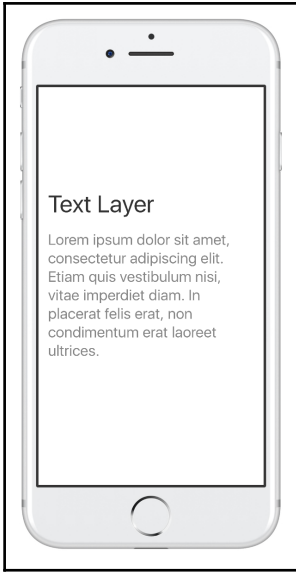 Text Layer
Lorem ipsum dolor sit amet,
consectetur adipiscing elit.
Etiam quis vestibulum nisi,
vitae imperdiet diam. In
placerat felis erat, non
condimentum erat laoreet
ultrices.